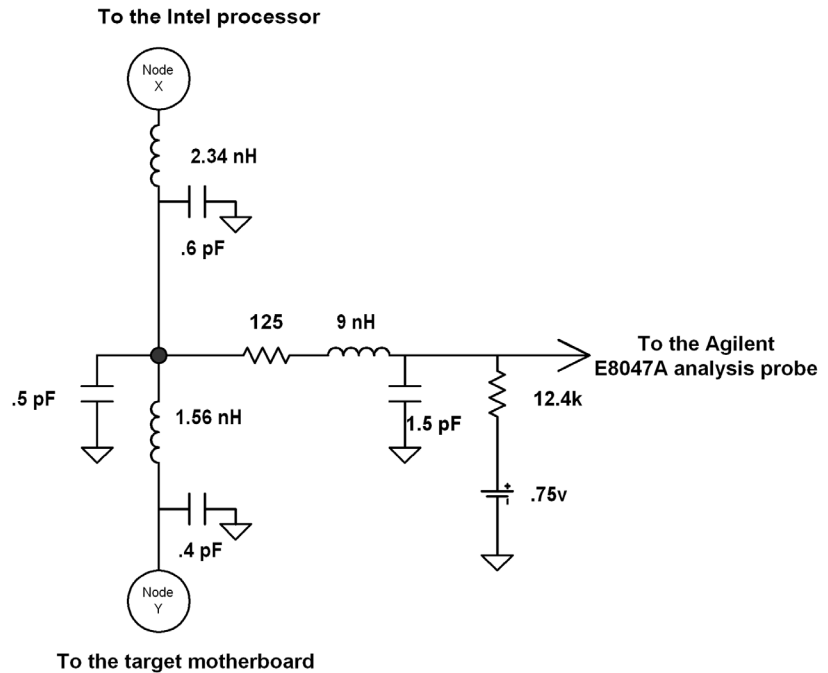 To the Intel processor
Node
X
2.34 nH
.6 pF
125
9 nH
To the Agilent
E8047A analysis probe
.5 pF
1.56 nH
1.5 pF
12.4k
+
.75v
-
.4 pF
Node
Y
To the target motherboard